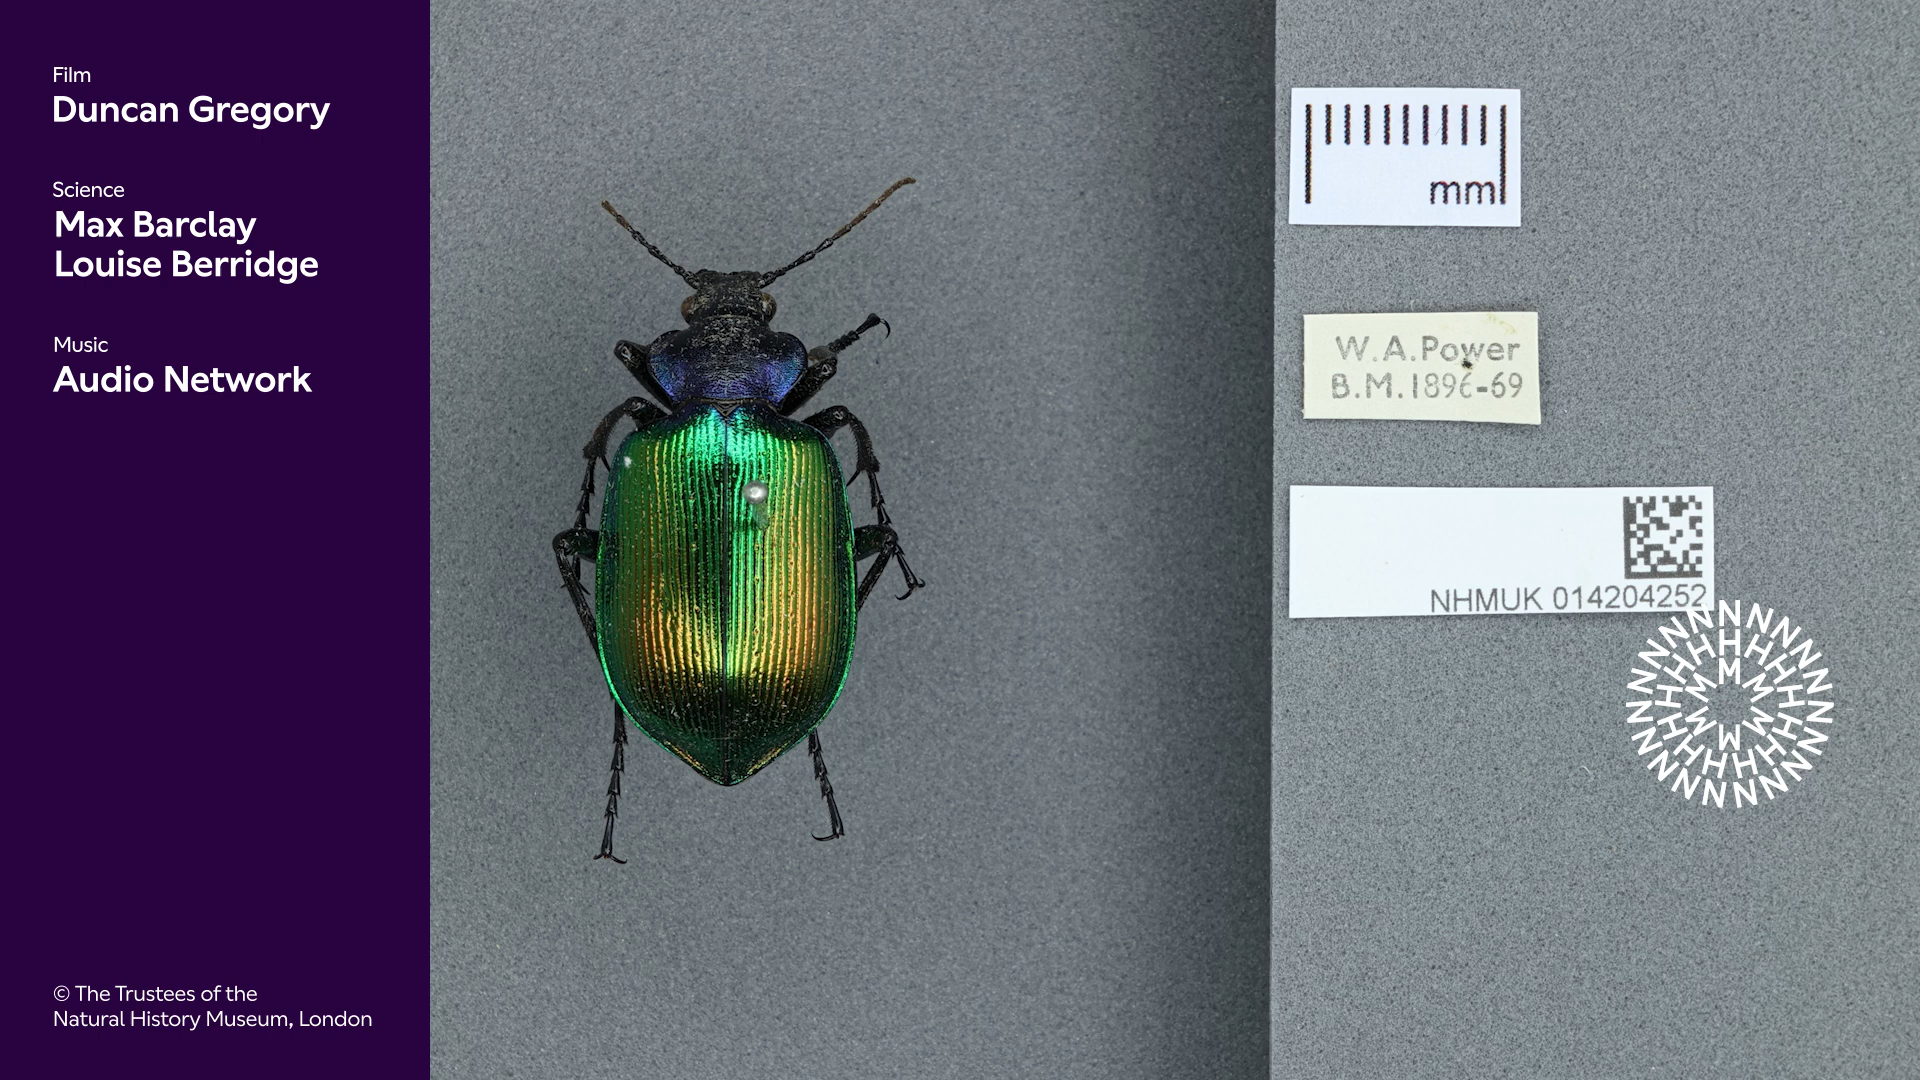 Film
Duncan Gregory
Science
Max Barclay
Louise Berridge
Music
Audio Network
© The Trustees of the
Natural History Museum, London
mm
W.A.Power
B.M.1896-69
NHMUK 014204252
NHM